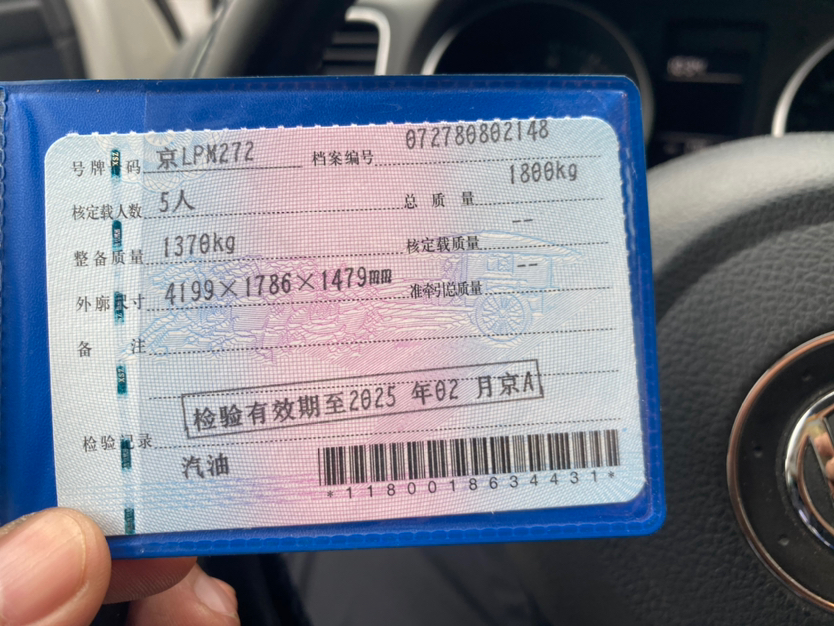 号牌号码 京LPM272 档案编号 072780802148
核定载人数 5人 总质量 1800kg
整备质量 1370kg 核定载质量 --
外廓尺寸 4199×1786×1479mm 准牵引总质量 --
备注
检验有效期至2025年02月京A
检验记录
汽油
*1180018634431*